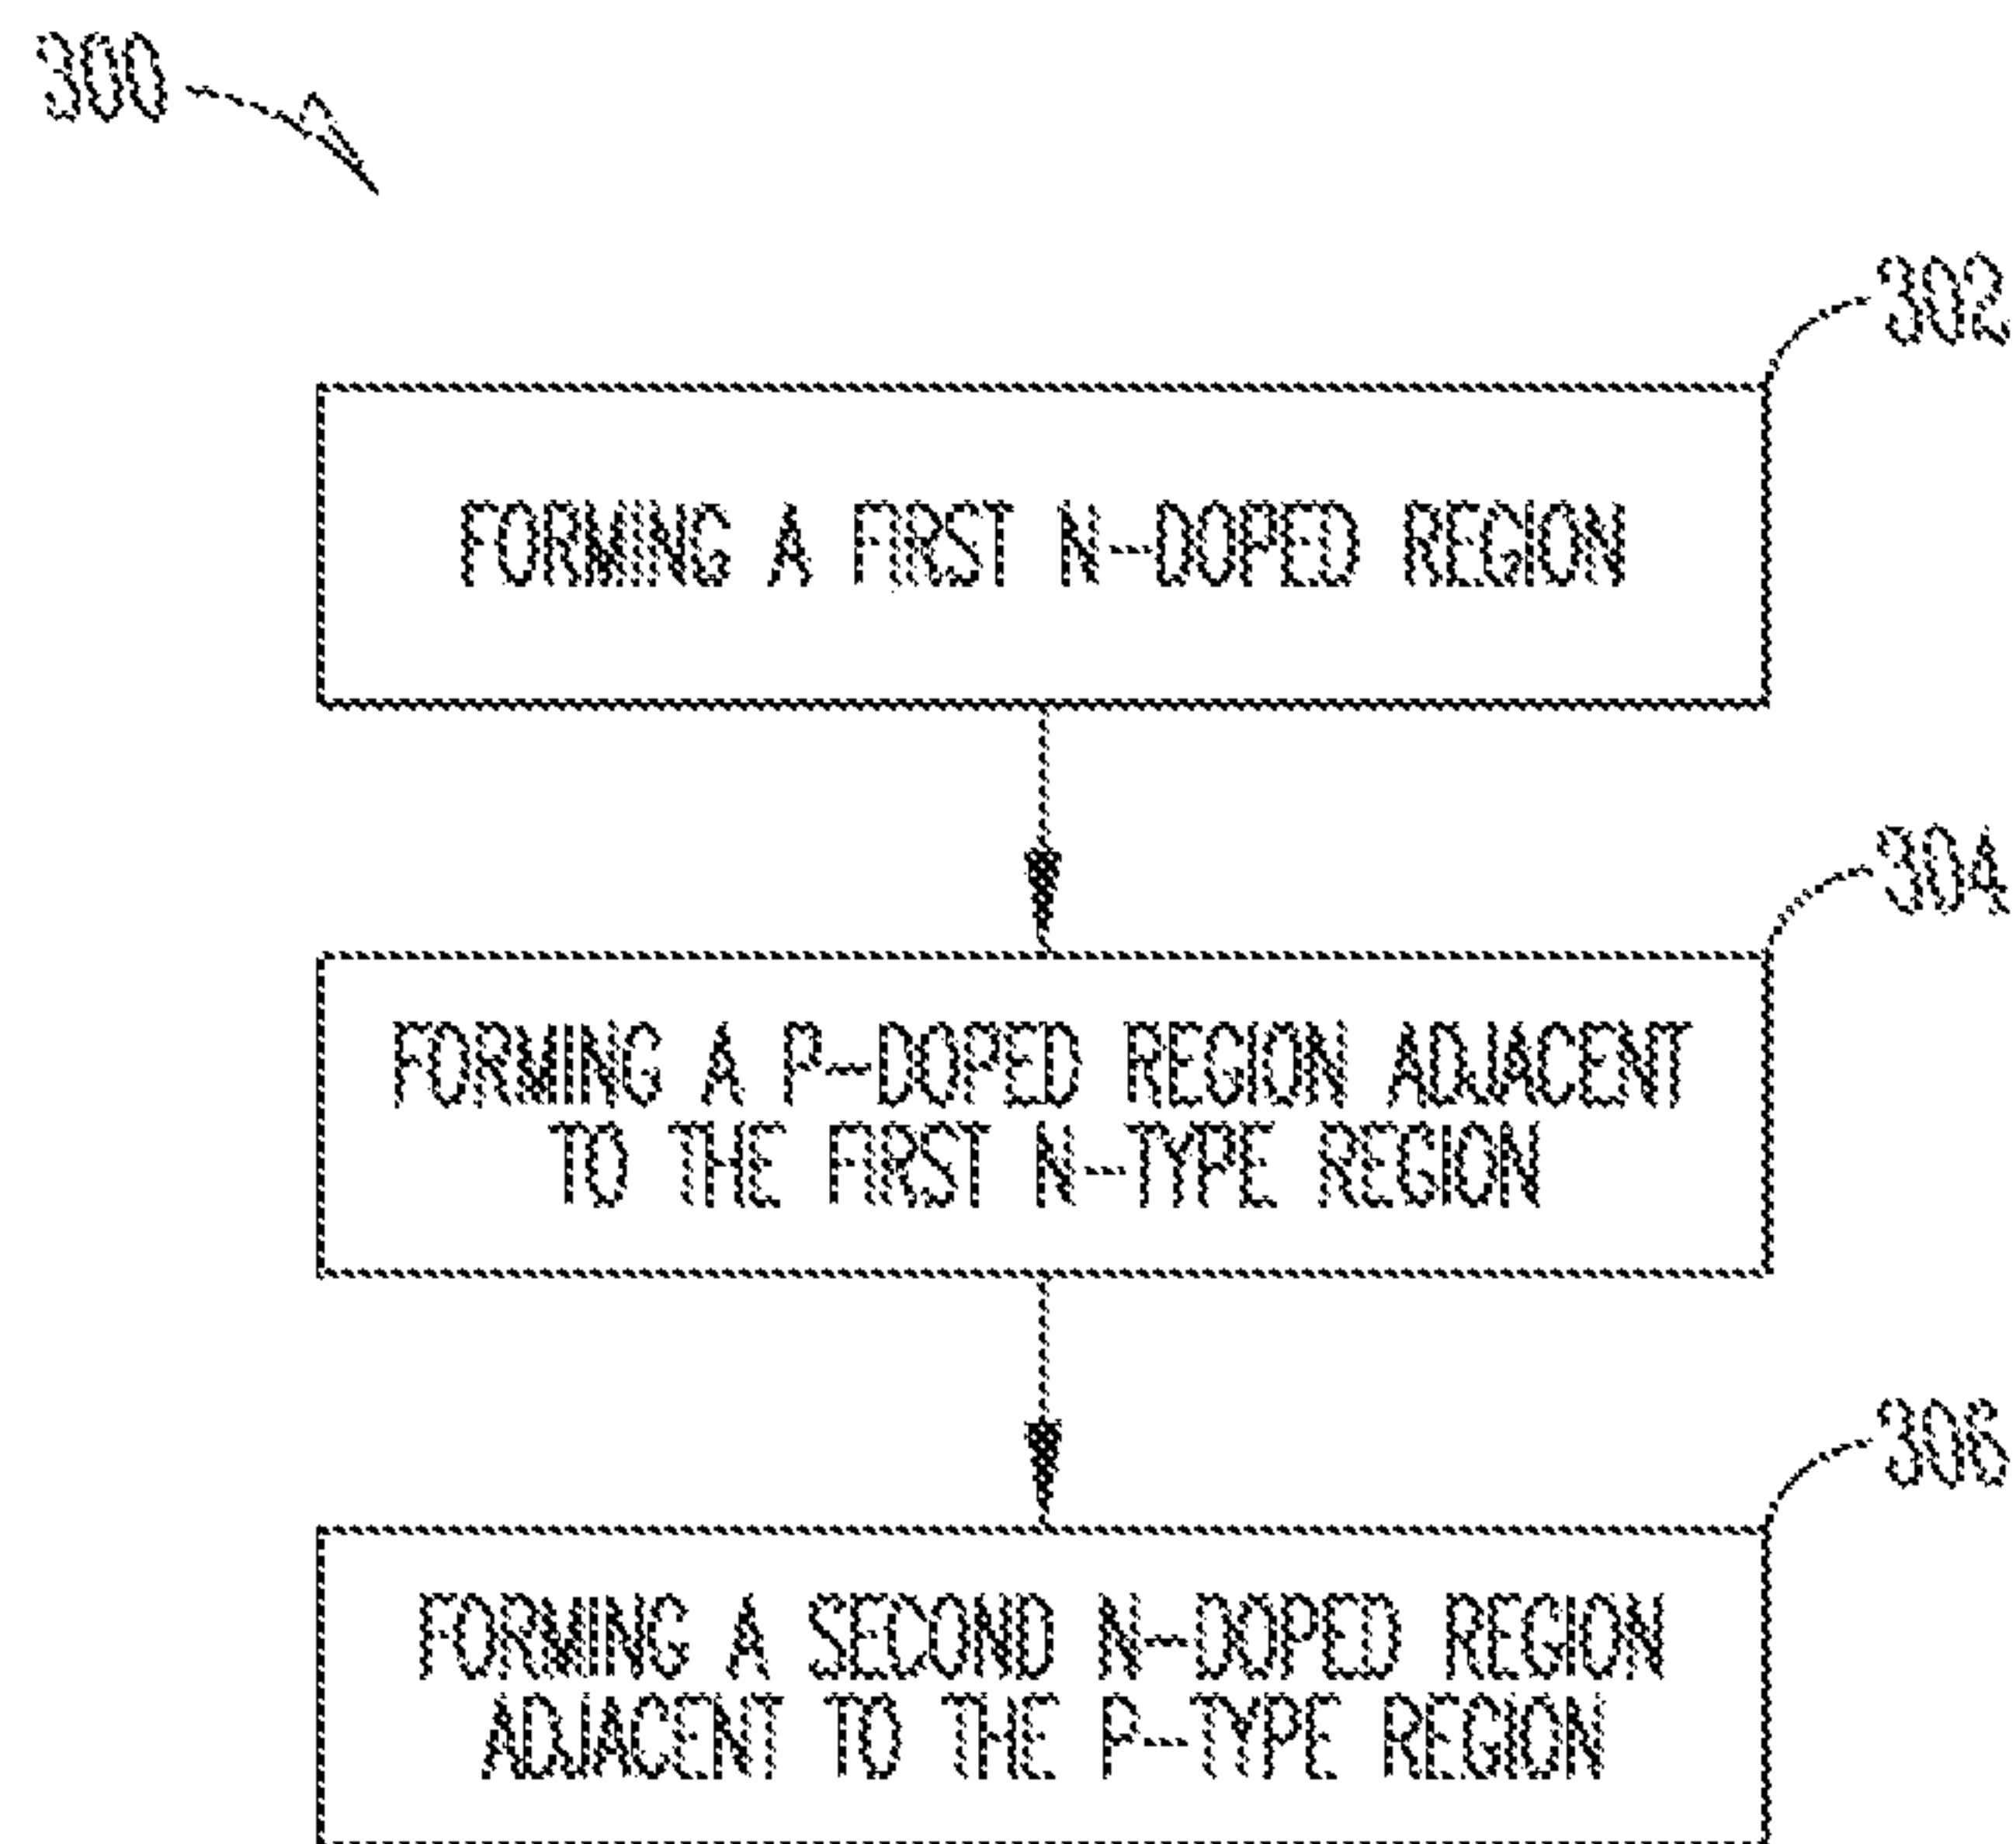 300
302
FORMING A FIRST N-DOPED REGION
304
FORMING A P-DOPED REGION ADJACENT
TO THE FIRST N-TYPE REGION
306
FORMING A SECOND N-DOPED REGION
ADJACENT TO THE P-TYPE REGION